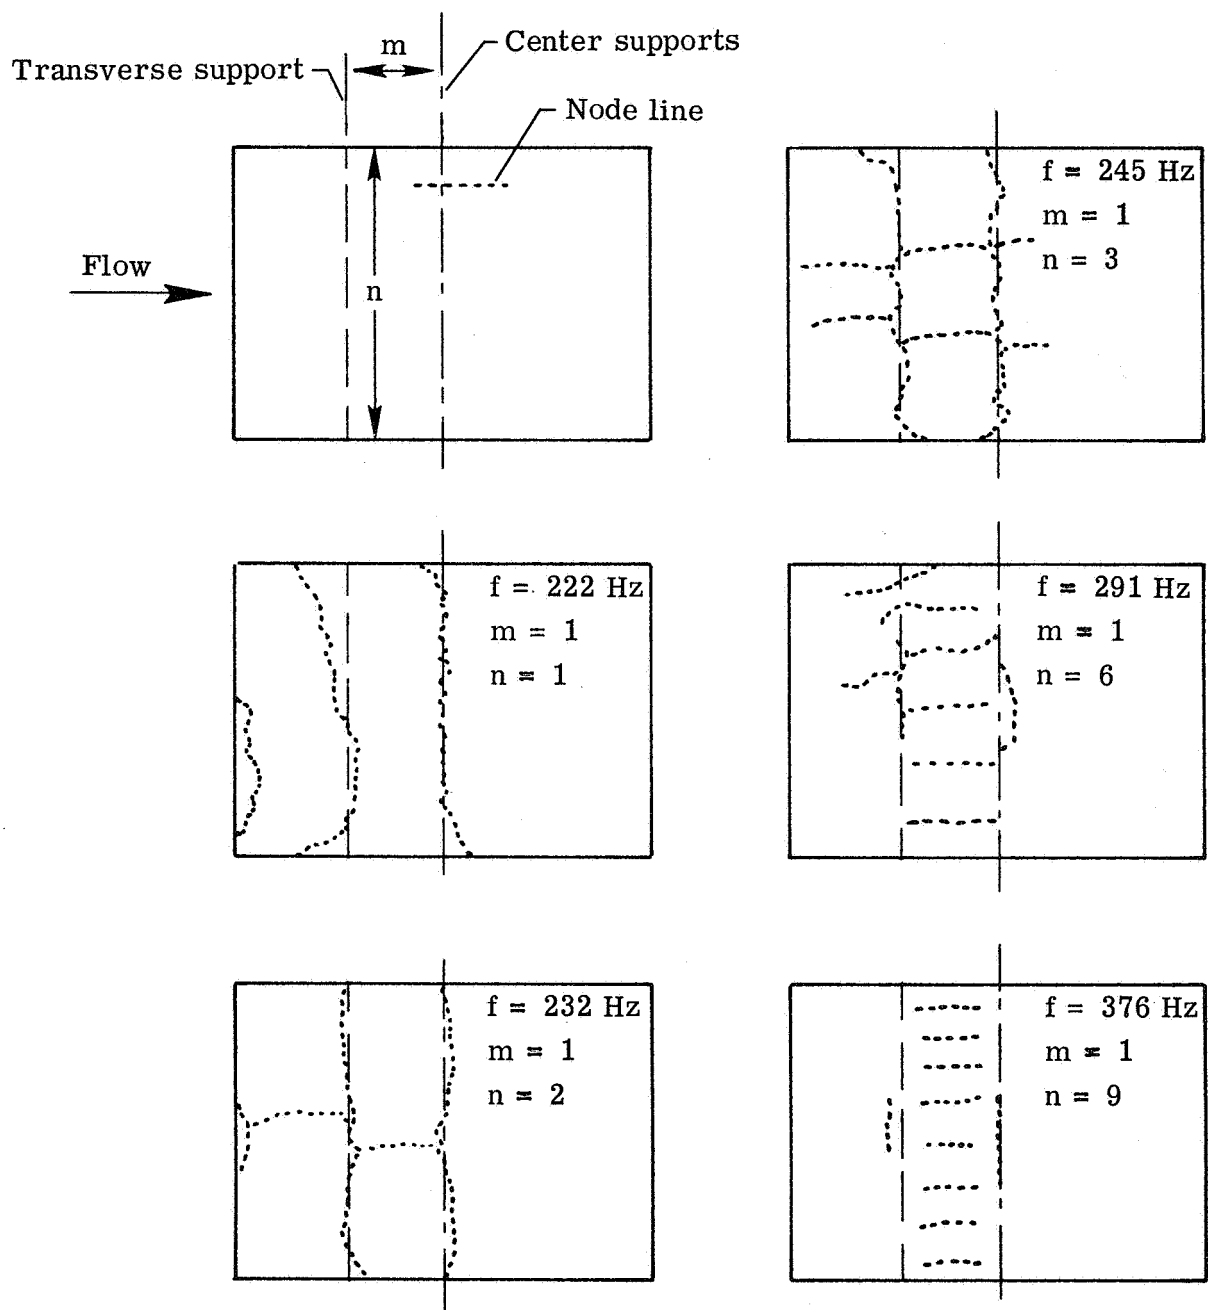 m
Center supports
Transverse support
Node line
Flow
n
f = 245 Hz
m = 1
n = 3
f = 222 Hz
m = 1
n = 1
f = 291 Hz
m = 1
n = 6
f = 232 Hz
m = 1
n = 2
f = 376 Hz
m = 1
n = 9